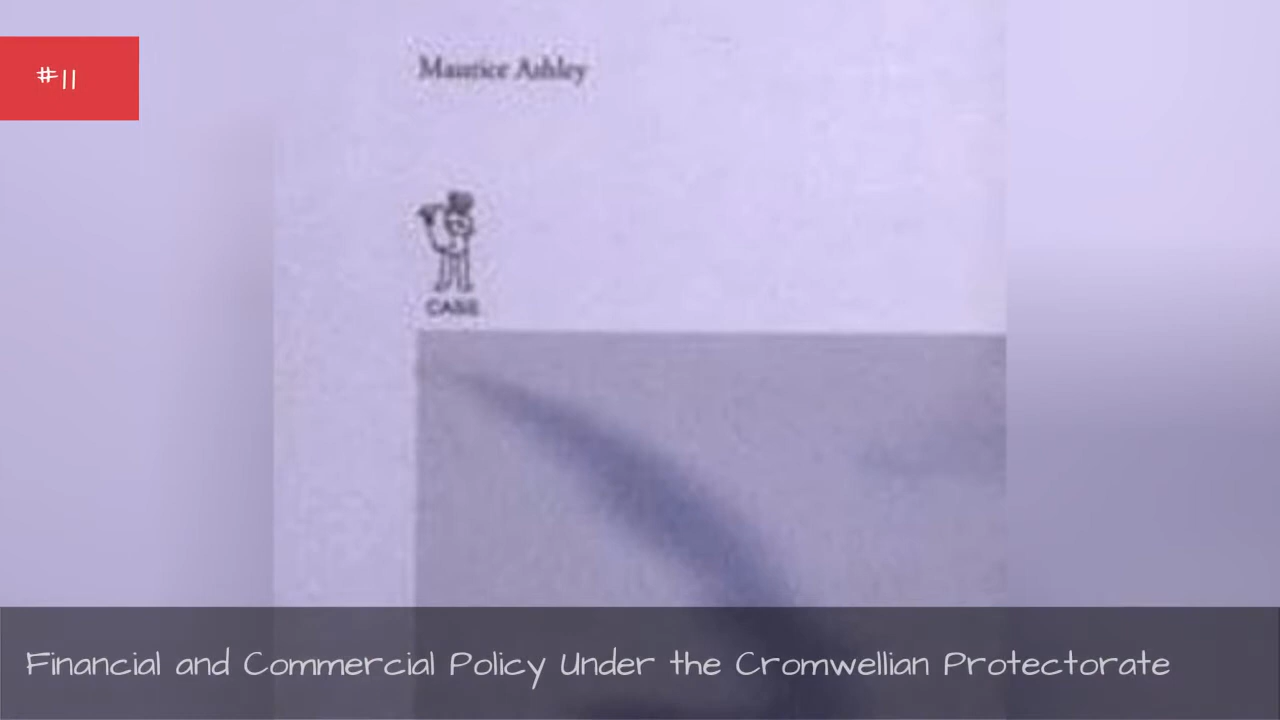 #11
Maurice Ashley
CASS
Financial and Commercial Policy Under the Cromwellian Protectorate